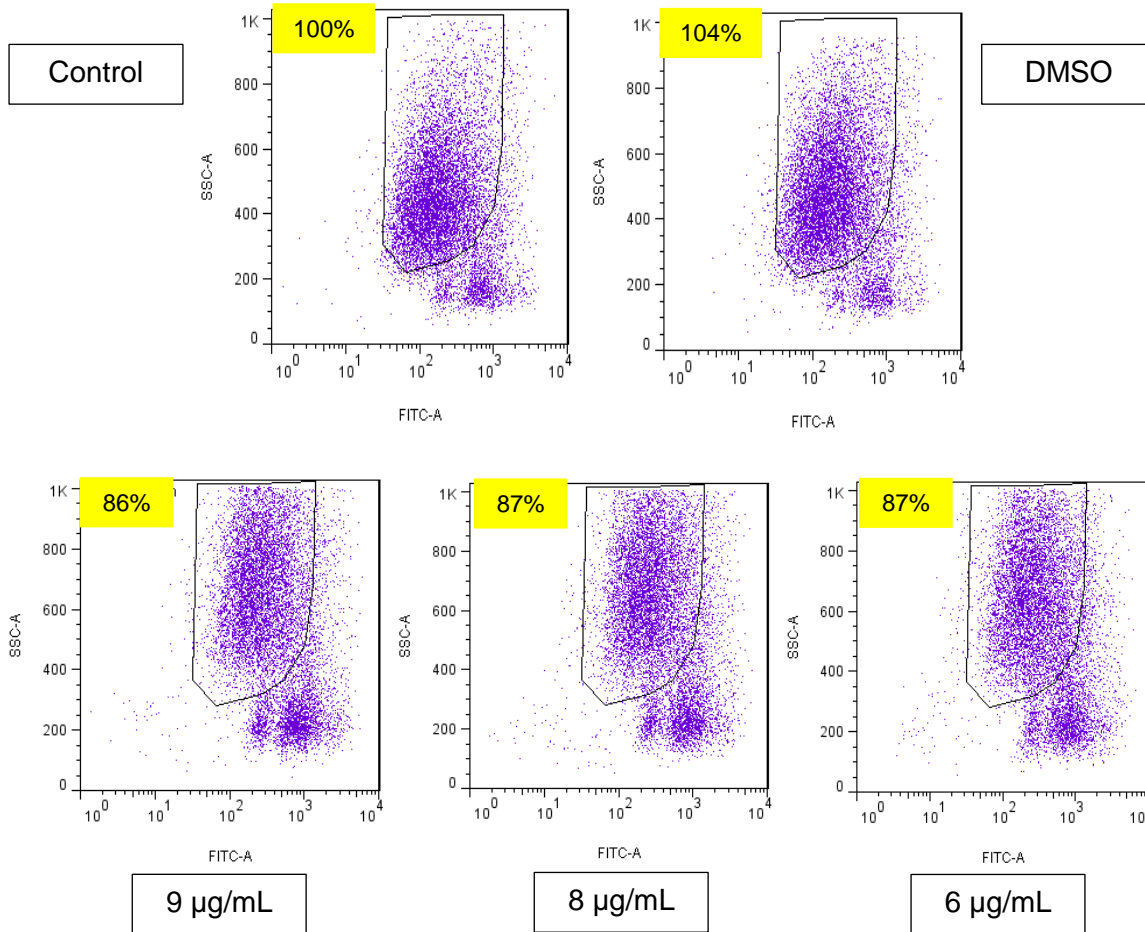 Control
100%
1K
800
600
400
200
0
SSC-A
10^0 10^1 10^2 10^3 10^4
FITC-A
104%
1K
800
600
400
200
0
SSC-A
10^0 10^1 10^2 10^3 10^4
FITC-A
DMSO
86%
1K
800
600
400
200
0
SSC-A
10^0 10^1 10^2 10^3 10^4
FITC-A
9 µg/mL
87%
1K
800
600
400
200
0
SSC-A
10^0 10^1 10^2 10^3 10^4
FITC-A
8 µg/mL
87%
1K
800
600
400
200
0
SSC-A
10^0 10^1 10^2 10^3
FITC-A
6 µg/mL